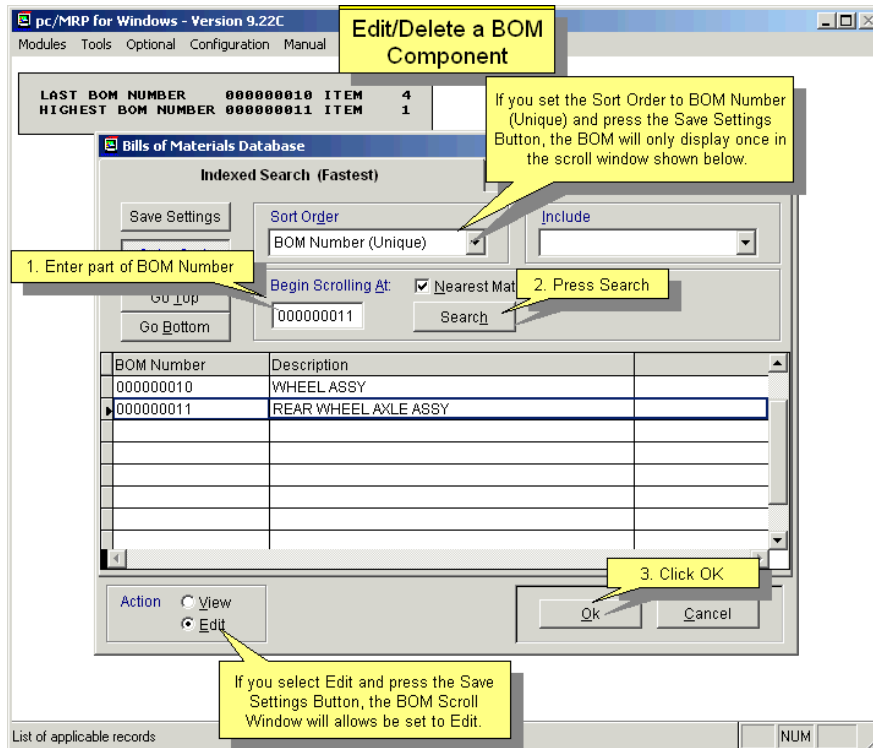 pc/MRP for Windows - Version 9.22C
Edit/Delete a BOM
Component
Modules Tools Optional Configuration Manual
LAST BOM NUMBER 000000010 ITEM 4
HIGHEST BOM NUMBER 000000011 ITEM 1
If you set the Sort Order to BOM Number
(Unique) and press the Save Settings
Button, the BOM will only display once in
the scroll window shown below.
Bills of Materials Database
Indexed Search (Fastest)
Save Settings
Sort Order
Include
BOM Number (Unique)
1. Enter part of BOM Number
Begin Scrolling At:
Nearest Mat
2. Press Search
Go Top
000000011
Search
Go Bottom
BOM Number Description
000000010 WHEEL ASSY
000000011 REAR WHEEL AXLE ASSY
3. Click OK
Action
View
Edit
Ok
Cancel
If you select Edit and press the Save
Settings Button, the BOM Scroll
Window will allows be set to Edit.
List of applicable records
NUM